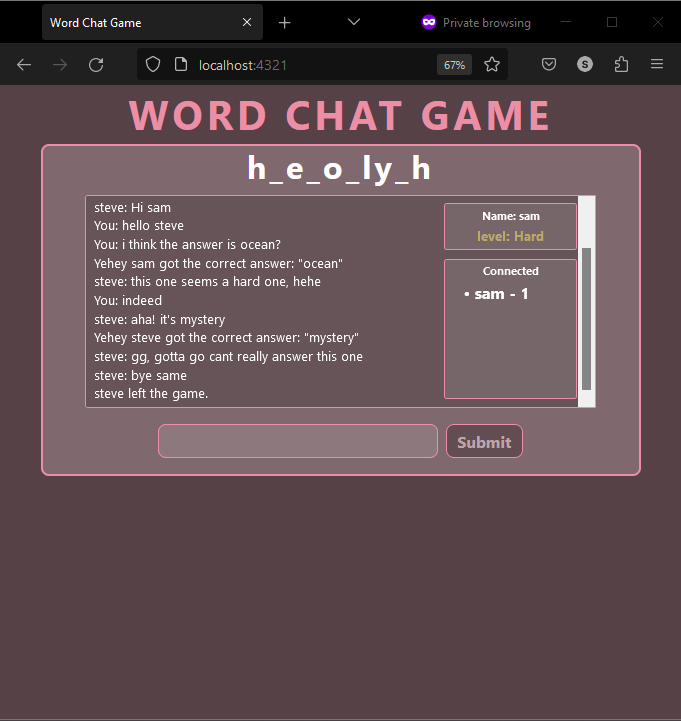 Word Chat Game
Private browsing
localhost:4321
67%
S
WORD CHAT GAME
h_e_o_ly_h
steve: Hi sam
You: hello steve
You: i think the answer is ocean?
Yehey sam got the correct answer: "ocean"
steve: this one seems a hard one, hehe
You: indeed
steve: aha! it's mystery
Yehey steve got the correct answer: "mystery"
steve: gg, gotta go cant really answer this one
steve: bye same
steve left the game.
Name: sam
level: Hard
Connected
• sam - 1
Submit